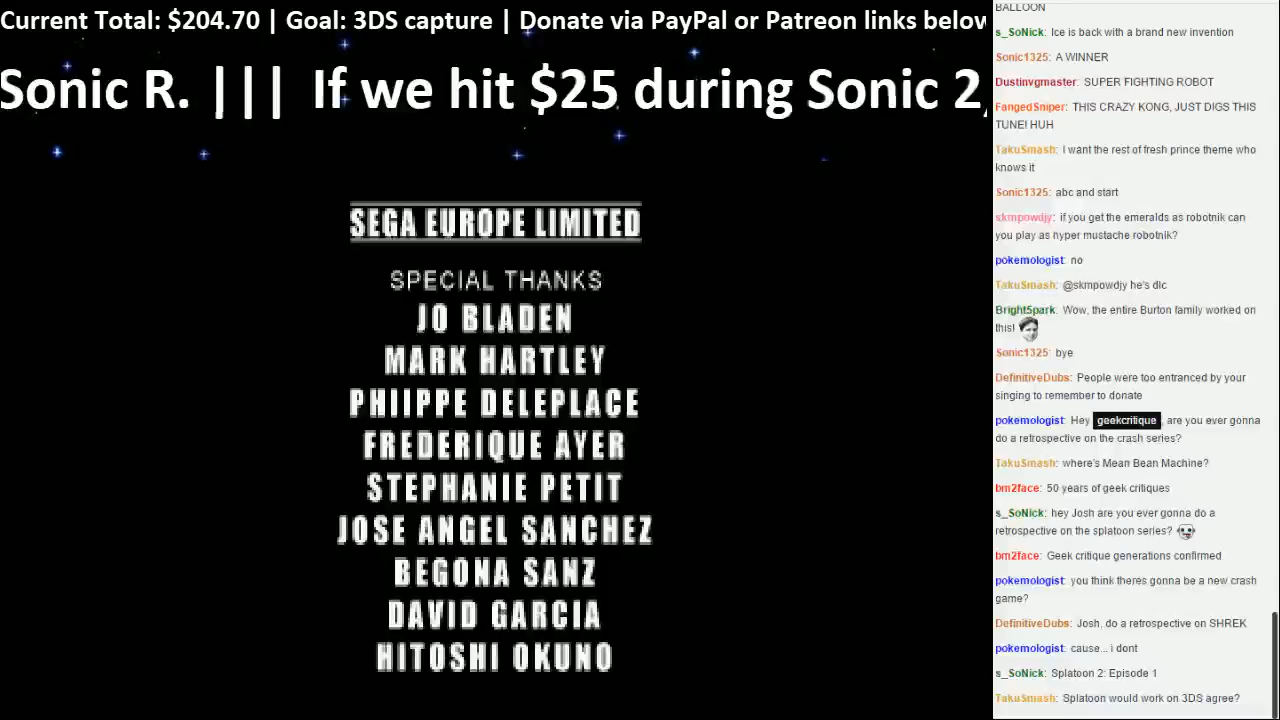 Current Total: $204.70 | Goal: 3DS capture | Donate via PayPal or Patreon links below
Sonic R. ||| If we hit $25 during Sonic 2,
SEGA EUROPE LIMITED
SPECIAL THANKS
JO BLADEN
MARK HARTLEY
PHIIPPE DELEPLACE
FREDERIQUE AYER
STEPHANIE PETIT
JOSE ANGEL SANCHEZ
BEGONA SANZ
DAVID GARCIA
HITOSHI OKUNO
BALLOON
s_SoNick: Ice is back with a brand new invention
Sonic1325: A WINNER
Dustinvgmaster: SUPER FIGHTING ROBOT
FangedSniper: THIS CRAZY KONG, JUST DIGS THIS
TUNE! HUH
TakuSmash: I want the rest of fresh prince theme who
knows it
Sonic1325: abc and start
skmpowdjy: if you get the emeralds as robotnik can
you play as hyper mustache robotnik?
pokemologist: no
TakuSmash: @skmpowdjy he's dlc
BrightSpark: Wow, the entire Burton family worked on
this!
Sonic1325: bye
DefinitiveDubs: People were too entranced by your
singing to remember to donate
pokemologist: Hey geekcritique, are you ever gonna
do a retrospective on the crash series?
TakuSmash: where's Mean Bean Machine?
bm2face: 50 years of geek critiques
s_SoNick: hey Josh are you ever gonna do a
retrospective on the splatoon series?
bm2face: Geek critique generations confirmed
pokemologist: you think theres gonna be a new crash
game?
DefinitiveDubs: Josh, do a retrospective on SHREK
pokemologist: cause... i dont
s_SoNick: Splatoon 2: Episode 1
TakuSmash: Splatoon would work on 3DS agree?